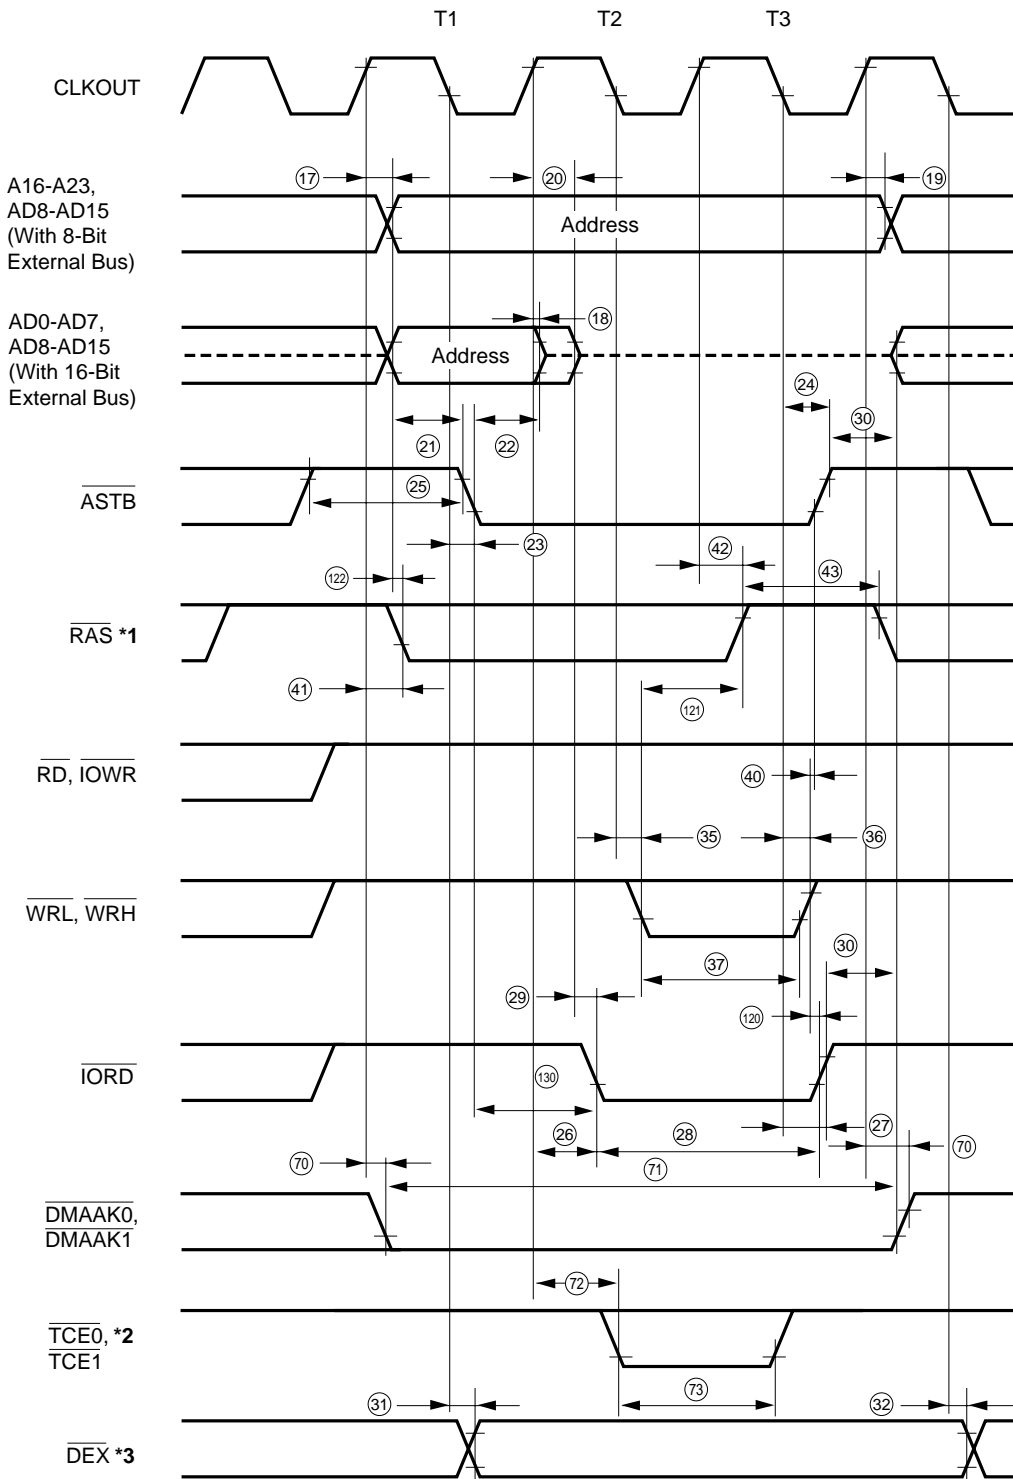 T1 T2 T3
CLKOUT
17 20 19
A16-A23,
AD8-AD15
(With 8-Bit
External Bus)
Address
18
AD0-AD7,
AD8-AD15
(With 16-Bit
External Bus)
Address
24
30
21 22
ASTB
25
23 42
122 43
RAS *1
41 121
RD, IOWR
40
35 36
WRL, WRH
30
37
29 120
IORD
130
26 28 27
70 71 70
DMAAK0,
DMAAK1
72
TCE0, *2
TCE1
73
31 32
DEX *3